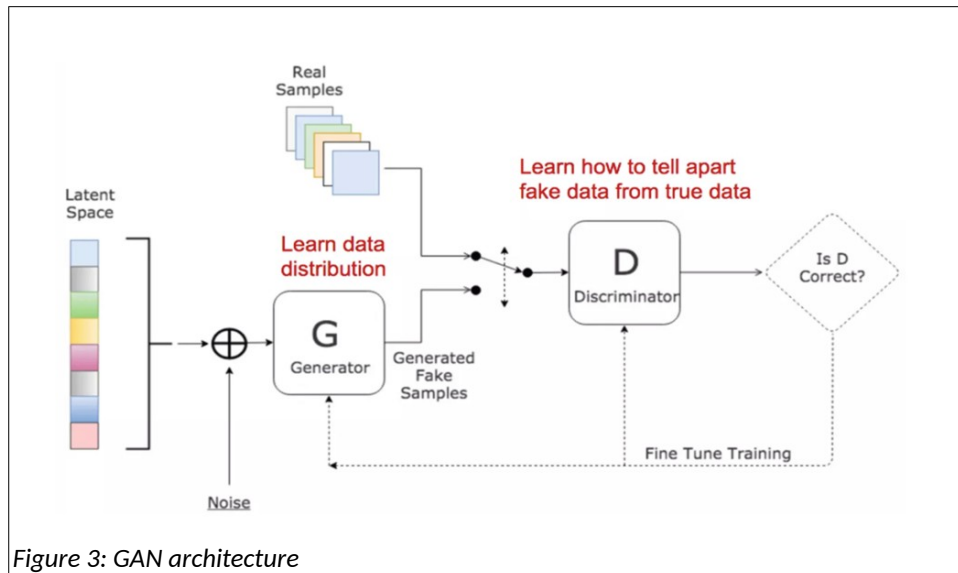 Real
Samples
Learn how to tell apart
fake data from true data
Latent
Space
Learn data
distribution
Is D
Correct?
D
Discriminator
G
Generator
Generated
Fake
Samples
Fine Tune Training
Noise
Figure 3: GAN architecture